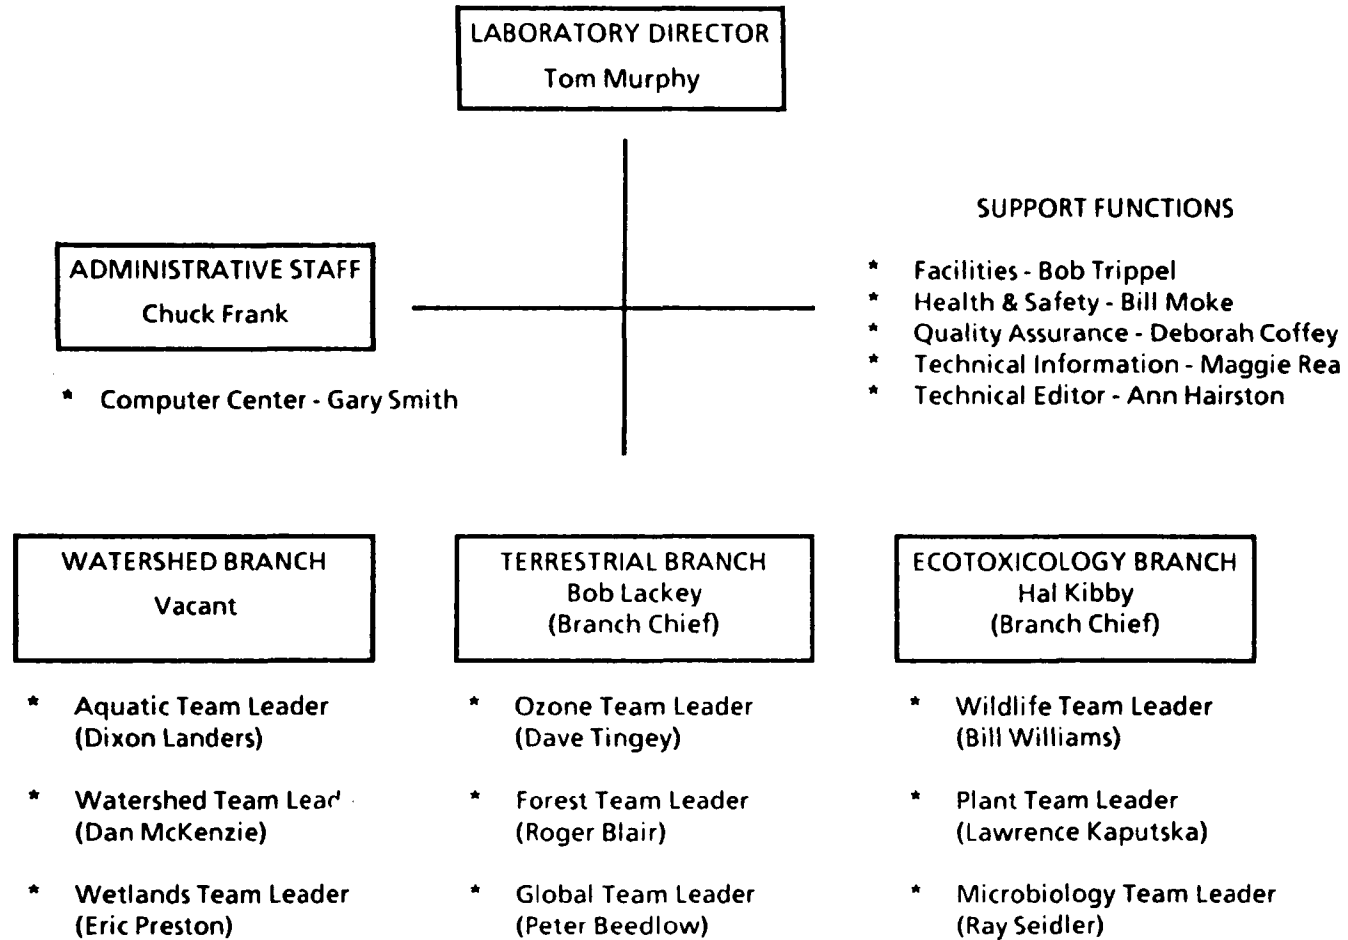 LABORATORY DIRECTOR
Tom Murphy
ADMINISTRATIVE STAFF
Chuck Frank
* Computer Center - Gary Smith
SUPPORT FUNCTIONS
* Facilities - Bob Trippel
* Health & Safety - Bill Moke
* Quality Assurance - Deborah Coffey
* Technical Information - Maggie Rea
* Technical Editor - Ann Hairston
WATERSHED BRANCH
Vacant
* Aquatic Team Leader
(Dixon Landers)
* Watershed Team Lead
(Dan McKenzie)
* Wetlands Team Leader
(Eric Preston)
TERRESTRIAL BRANCH
Bob Lackey
(Branch Chief)
* Ozone Team Leader
(Dave Tingey)
* Forest Team Leader
(Roger Blair)
* Global Team Leader
(Peter Beedlow)
ECOTOXICOLOGY BRANCH
Hal Kibby
(Branch Chief)
* Wildlife Team Leader
(Bill Williams)
* Plant Team Leader
(Lawrence Kaputska)
* Microbiology Team Leader
(Ray Seidler)